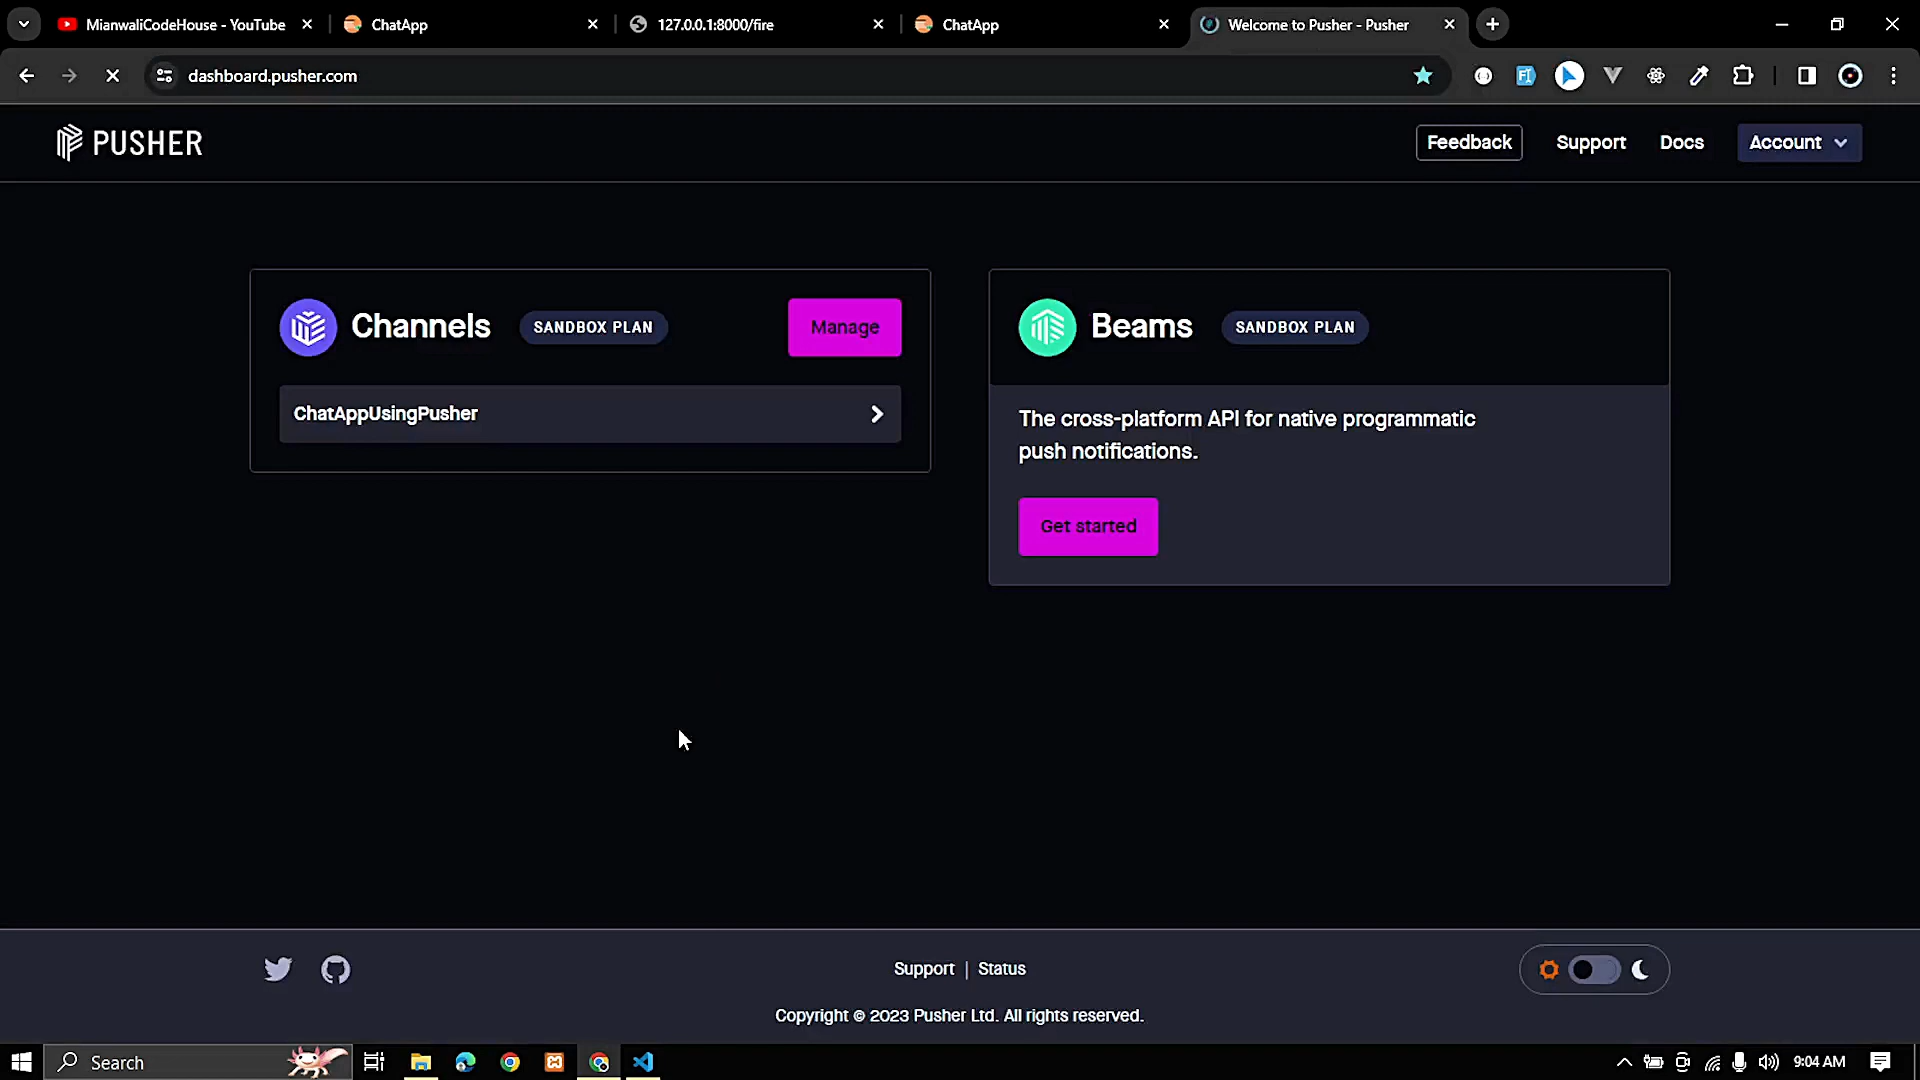 MianwaliCodeHouse - YouTube
ChatApp
127.0.0.1:8000/fire
ChatApp
Welcome to Pusher - Pusher
dashboard.pusher.com
PUSHER
Feedback
Support
Docs
Account
Channels
SANDBOX PLAN
Manage
ChatAppUsingPusher
Beams
SANDBOX PLAN
The cross-platform API for native programmatic
push notifications.
Get started
Support | Status
Copyright © 2023 Pusher Ltd. All rights reserved.
Search
9:04 AM